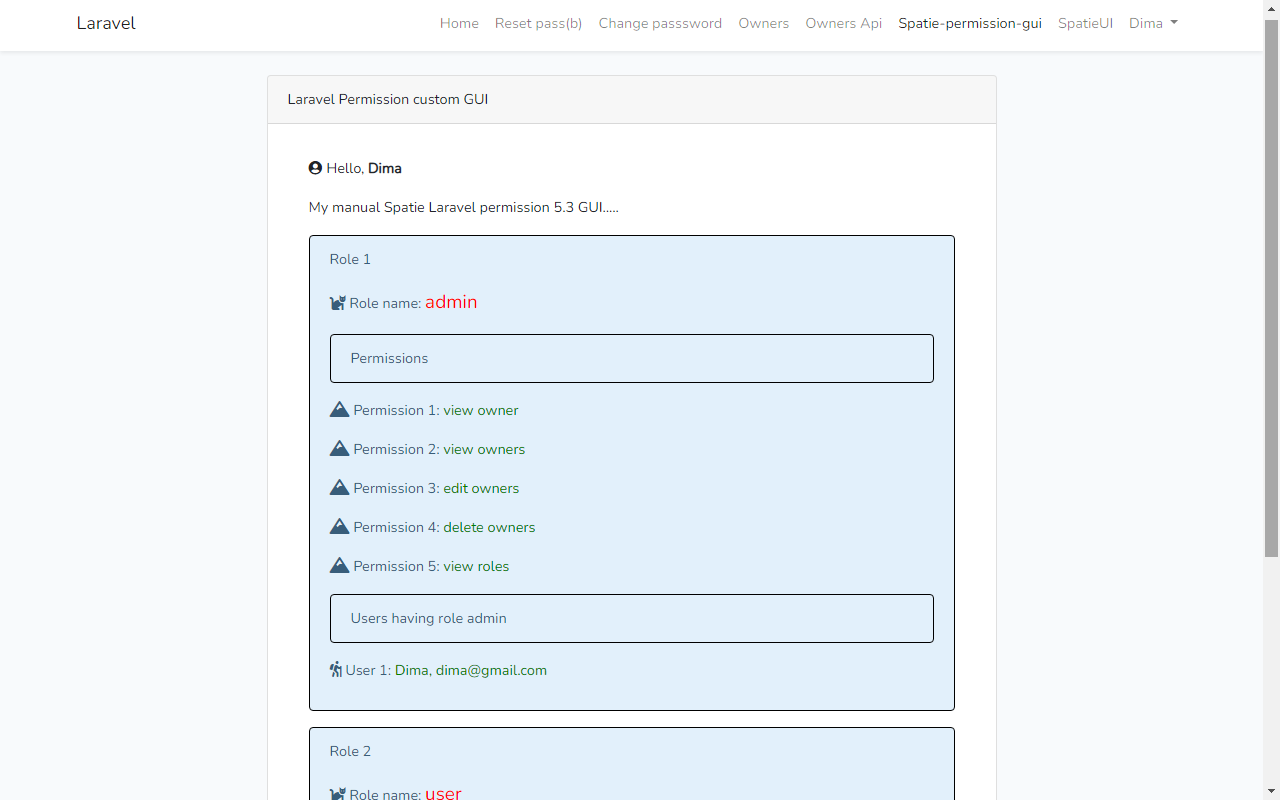 Laravel Home Reset pass(b) Change passsword Owners Owners Api Spatie-permission-gui SpatieUI Dima
Laravel Permission custom GUI
Hello, Dima
My manual Spatie Laravel permission 5.3 GUI.....
Role 1
Role name: admin
Permissions
Permission 1: view owner
Permission 2: view owners
Permission 3: edit owners
Permission 4: delete owners
Permission 5: view roles
Users having role admin
User 1: Dima, dima@gmail.com
Role 2
Role name: user